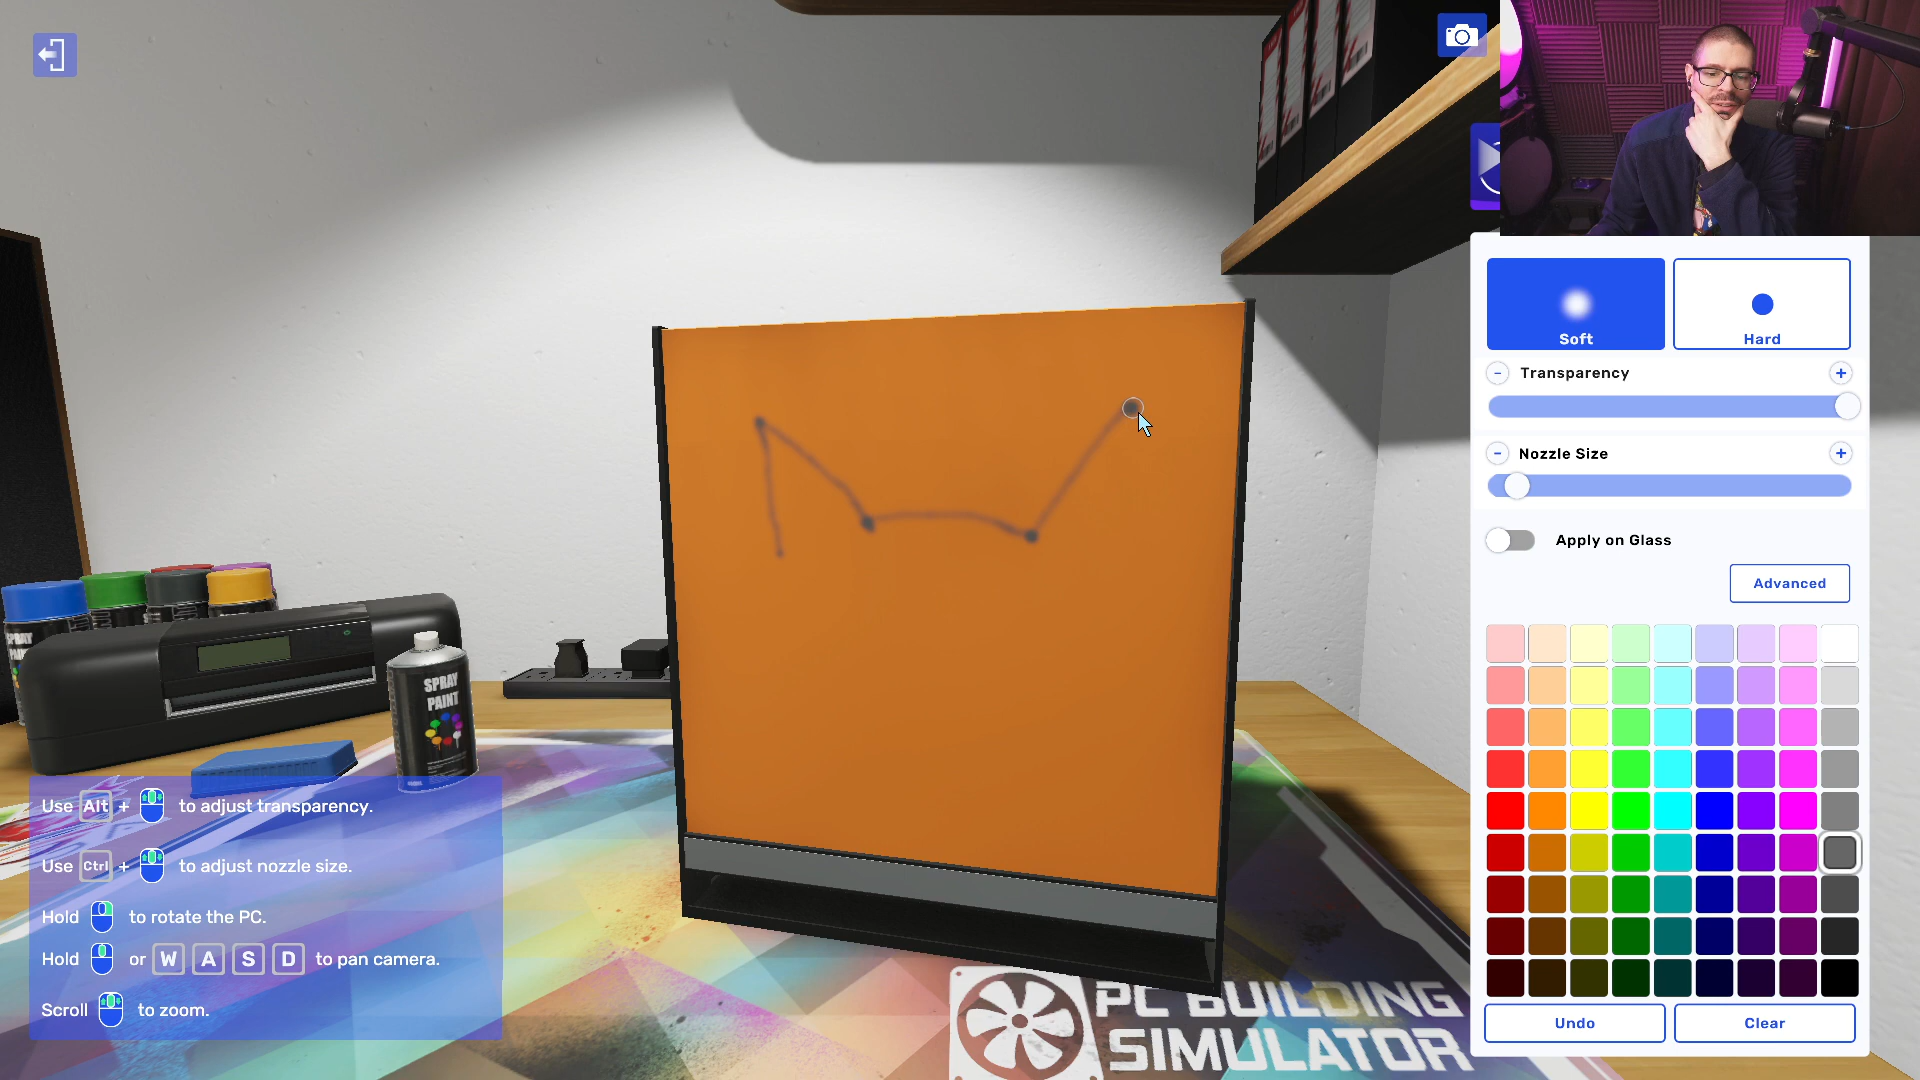 Soft
Hard
Transparency
Nozzle Size
Apply on Glass
Advanced
SPRAY
PAINT
SPRAY
Use Alt + to adjust transparency.
Use Ctrl + to adjust nozzle size.
Hold to rotate the PC.
Hold or W A S D to pan camera.
Scroll to zoom.
PC BUILDING
SIMULATOR
Undo
Clear